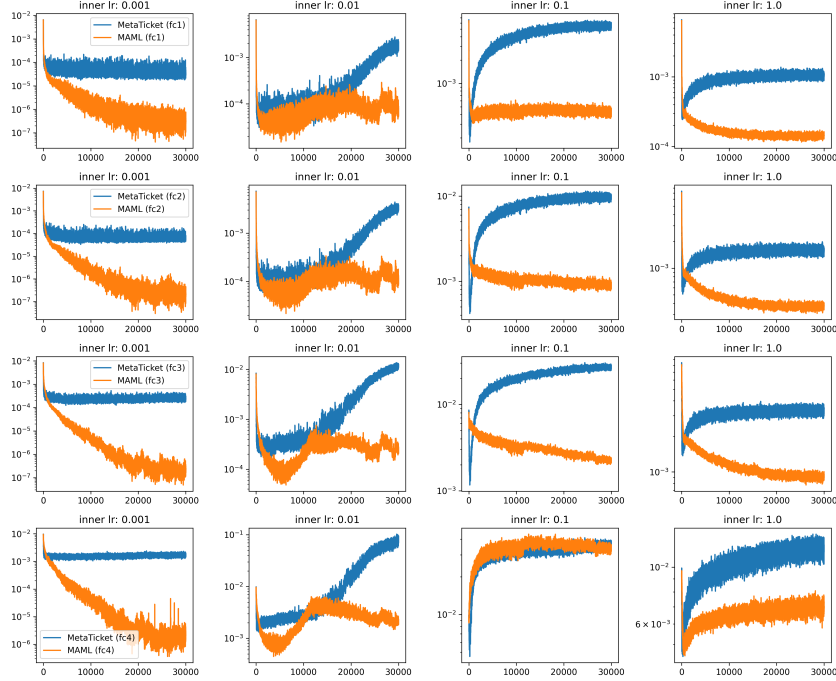 inner lr: 0.001
10⁻²
10⁻³
10⁻⁴
10⁻⁵
10⁻⁶
10⁻⁷
MetaTicket (fc1)
MAML (fc1)
0 10000 20000 30000
inner lr: 0.01
10⁻³
10⁻⁴
0 10000 20000 30000
inner lr: 0.1
10⁻³
0 10000 20000 30000
inner lr: 1.0
10⁻³
10⁻⁴
0 10000 20000 30000
inner lr: 0.001
10⁻²
10⁻³
10⁻⁴
10⁻⁵
10⁻⁶
10⁻⁷
MetaTicket (fc2)
MAML (fc2)
0 10000 20000 30000
inner lr: 0.01
10⁻³
10⁻⁴
0 10000 20000 30000
inner lr: 0.1
10⁻²
10⁻³
0 10000 20000 30000
inner lr: 1.0
10⁻³
0 10000 20000 30000
inner lr: 0.001
10⁻²
10⁻³
10⁻⁴
10⁻⁵
10⁻⁶
10⁻⁷
MetaTicket (fc3)
MAML (fc3)
0 10000 20000 30000
inner lr: 0.01
10⁻²
10⁻³
10⁻⁴
0 10000 20000 30000
inner lr: 0.1
10⁻²
10⁻³
0 10000 20000 30000
inner lr: 1.0
10⁻³
0 10000 20000 30000
inner lr: 0.001
10⁻²
10⁻³
10⁻⁴
10⁻⁵
10⁻⁶
MetaTicket (fc4)
MAML (fc4)
0 10000 20000 30000
inner lr: 0.01
10⁻¹
10⁻²
10⁻³
0 10000 20000 30000
inner lr: 0.1
10⁻²
0 10000 20000 30000
inner lr: 1.0
10⁻²
6 × 10⁻³
0 10000 20000 30000